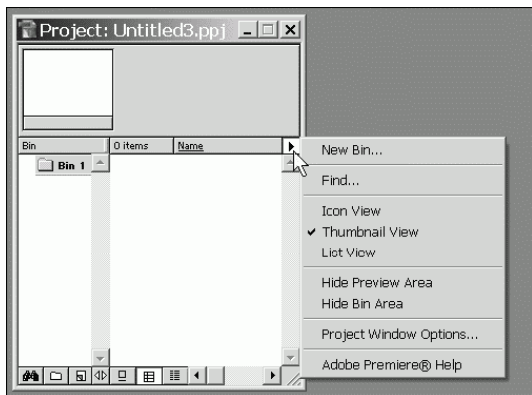 Project: Untitled3.ppj
Bin
0 items
Name
Bin 1
New Bin...
Find...
Icon View
Thumbnail View
List View
Hide Preview Area
Hide Bin Area
Project Window Options...
Adobe Premiere® Help